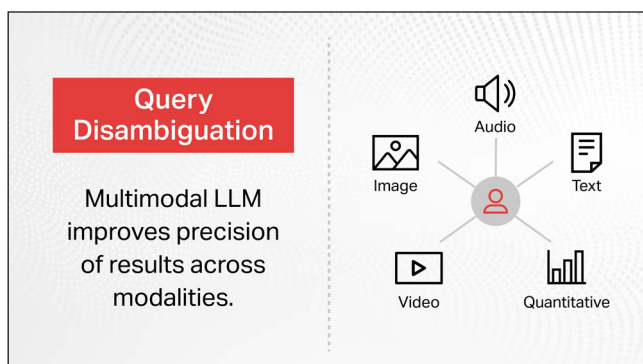 Query
Disambiguation
Multimodal LLM
improves precision
of results across
modalities.
Audio
Image
Text
Video
Quantitative